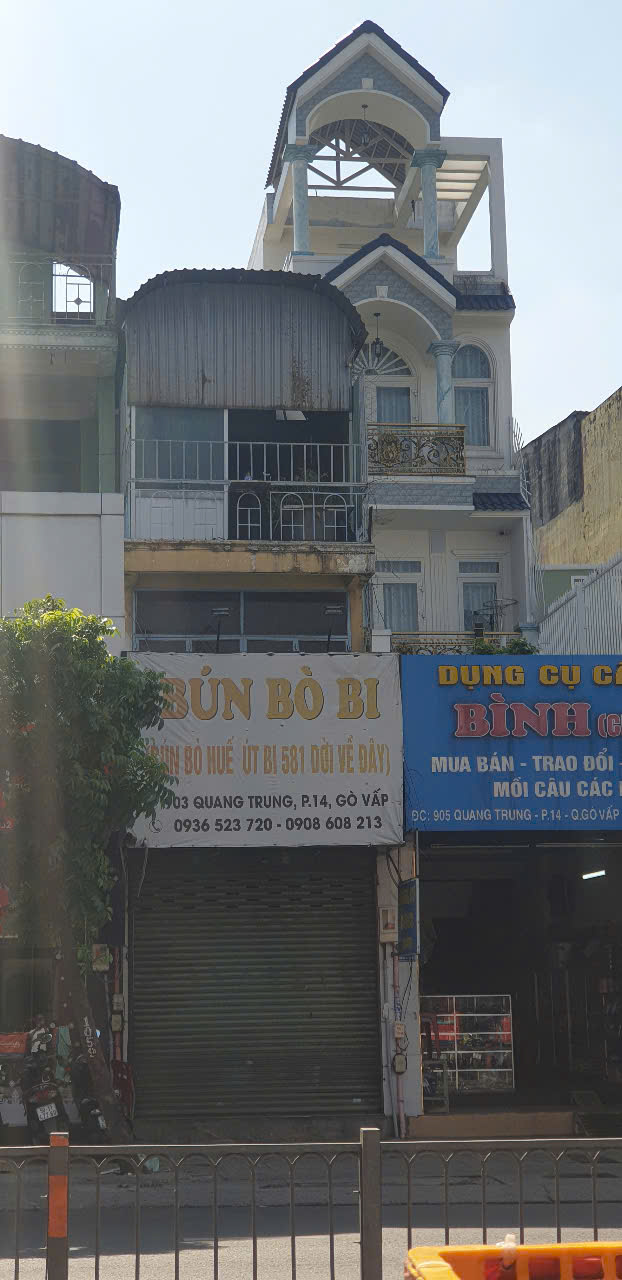 BÚN BÒ BI
(BÚN BÒ HUẾ ÚT BI 581 DỜI VỀ ĐÂY)
903 QUANG TRUNG, P.14, GÒ VẤP
0936 523 720 - 0908 608 213
DỤNG CỤ
BÌNH
MUA BÁN - TRAO ĐỔI -
MỒI CÂU CÁC
ĐC: 905 QUANG TRUNG - P.14 - Q.GÒ VẤP